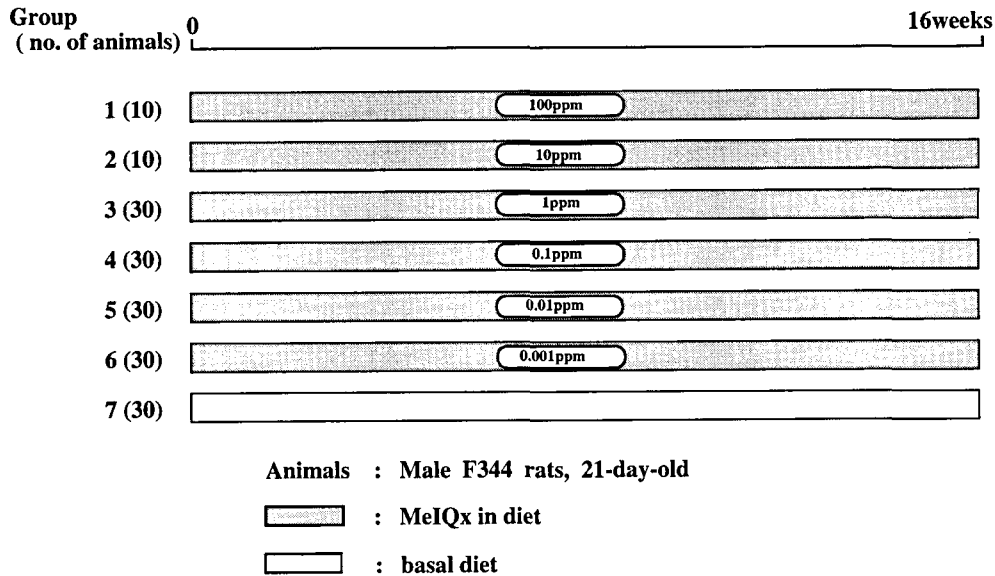 Group 0 16weeks
( no. of animals)
1 (10) 100ppm
2 (10) 10ppm
3 (30) 1ppm
4 (30) 0.1ppm
5 (30) 0.01ppm
6 (30) 0.001ppm
7 (30)
Animals : Male F344 rats, 21-day-old
: MeIQx in diet
: basal diet